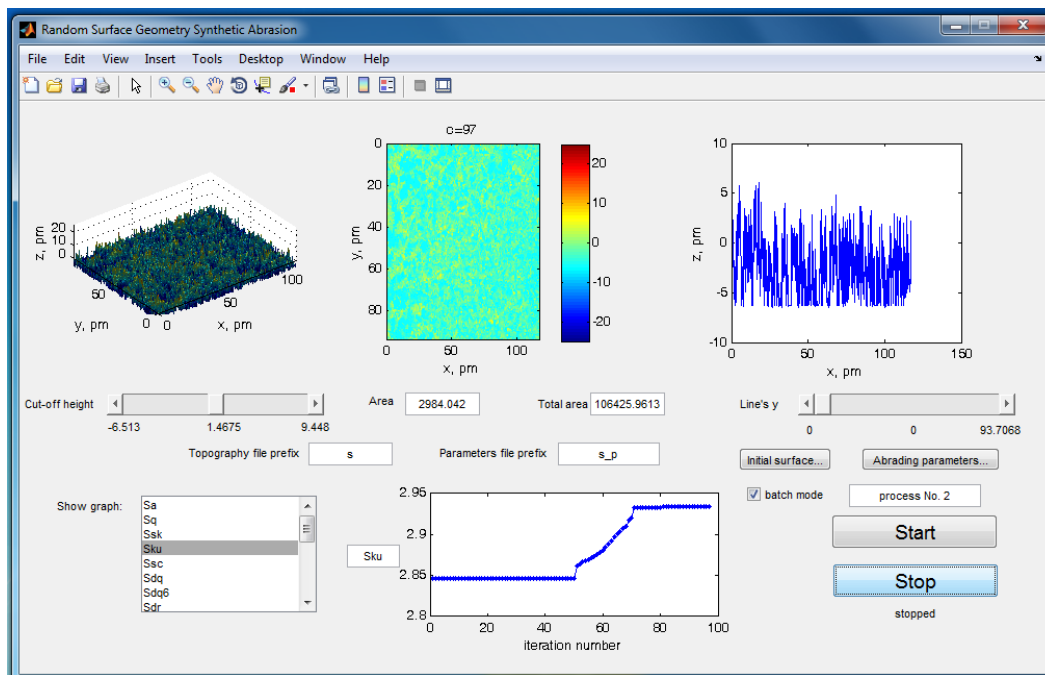 Random Surface Geometry Synthetic Abrasion
File Edit View Insert Tools Desktop Window Help
z, pm
20
10
0
50
0
y, pm
0
50
100
x, pm
c=97
0
20
40
60
80
y, pm
0
50
100
x, pm
20
10
0
-10
-20
10
5
0
-5
-10
z, pm
0
50
100
150
x, pm
Cut-off height
-6.513
1.4675
9.448
Area
2984.042
Total area
106425.9613
Line's y
0
0
93.7068
Topography file prefix
s
Parameters file prefix
s_p
Initial surface...
Abrading parameters...
batch mode
process No. 2
Show graph:
Sa
Sq
Ssk
Sku
Ssc
Sdq
Sdq6
Sdr
Sku
2.95
2.9
2.85
2.8
0
20
40
60
80
100
iteration number
Start
Stop
stopped